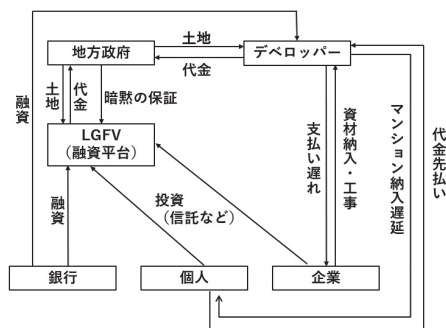 土地
地方政府
デベロッパー
代金
融資
土地
代金
暗黙の保証
LGFV
（融資平台）
支払い遅れ
資材納入・工事
マンション納入遅延
代金先払い
融資
投資
（信託など）
銀行
個人
企業